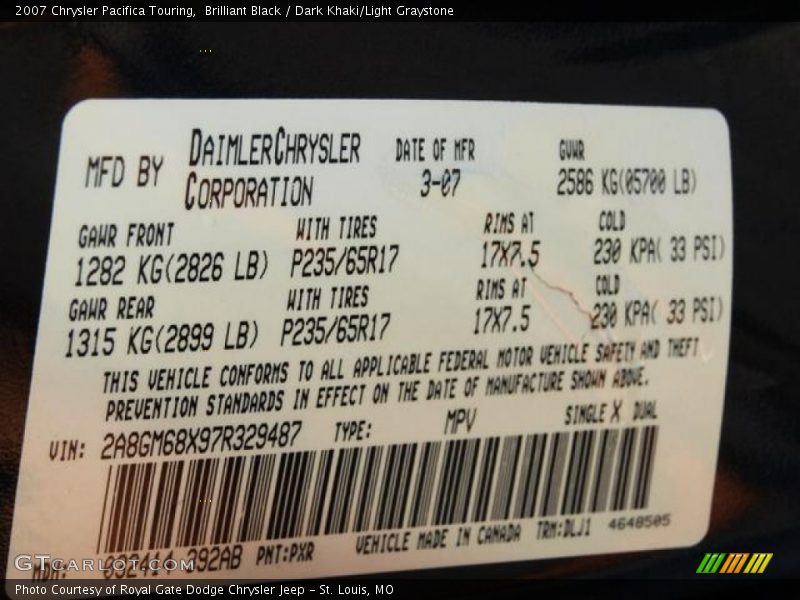 2007 Chrysler Pacifica Touring, Brilliant Black / Dark Khaki/Light Graystone
MFD BY DAIMLERCHRYSLER CORPORATION DATE OF MFR 3-07 GVWR 2586 KG(05700 LB)
GAWR FRONT WITH TIRES RIMS AT COLD
1282 KG(2826 LB) P235/65R17 17X7.5 230 KPA( 33 PSI)
GAWR REAR WITH TIRES RIMS AT COLD
1315 KG(2899 LB) P235/65R17 17X7.5 230 KPA( 33 PSI)
THIS VEHICLE CONFORMS TO ALL APPLICABLE FEDERAL MOTOR VEHICLE SAFETY AND THEFT
PREVENTION STANDARDS IN EFFECT ON THE DATE OF MANUFACTURE SHOWN ABOVE.
VIN: 2A8GM68X97R329487 TYPE: MPV SINGLE X DUAL
MDH: 032414 392AB PNT:PXR VEHICLE MADE IN CANADA TRM:DLJ1 4648505
GTcarlot.com
Photo Courtesy of Royal Gate Dodge Chrysler Jeep – St. Louis, MO